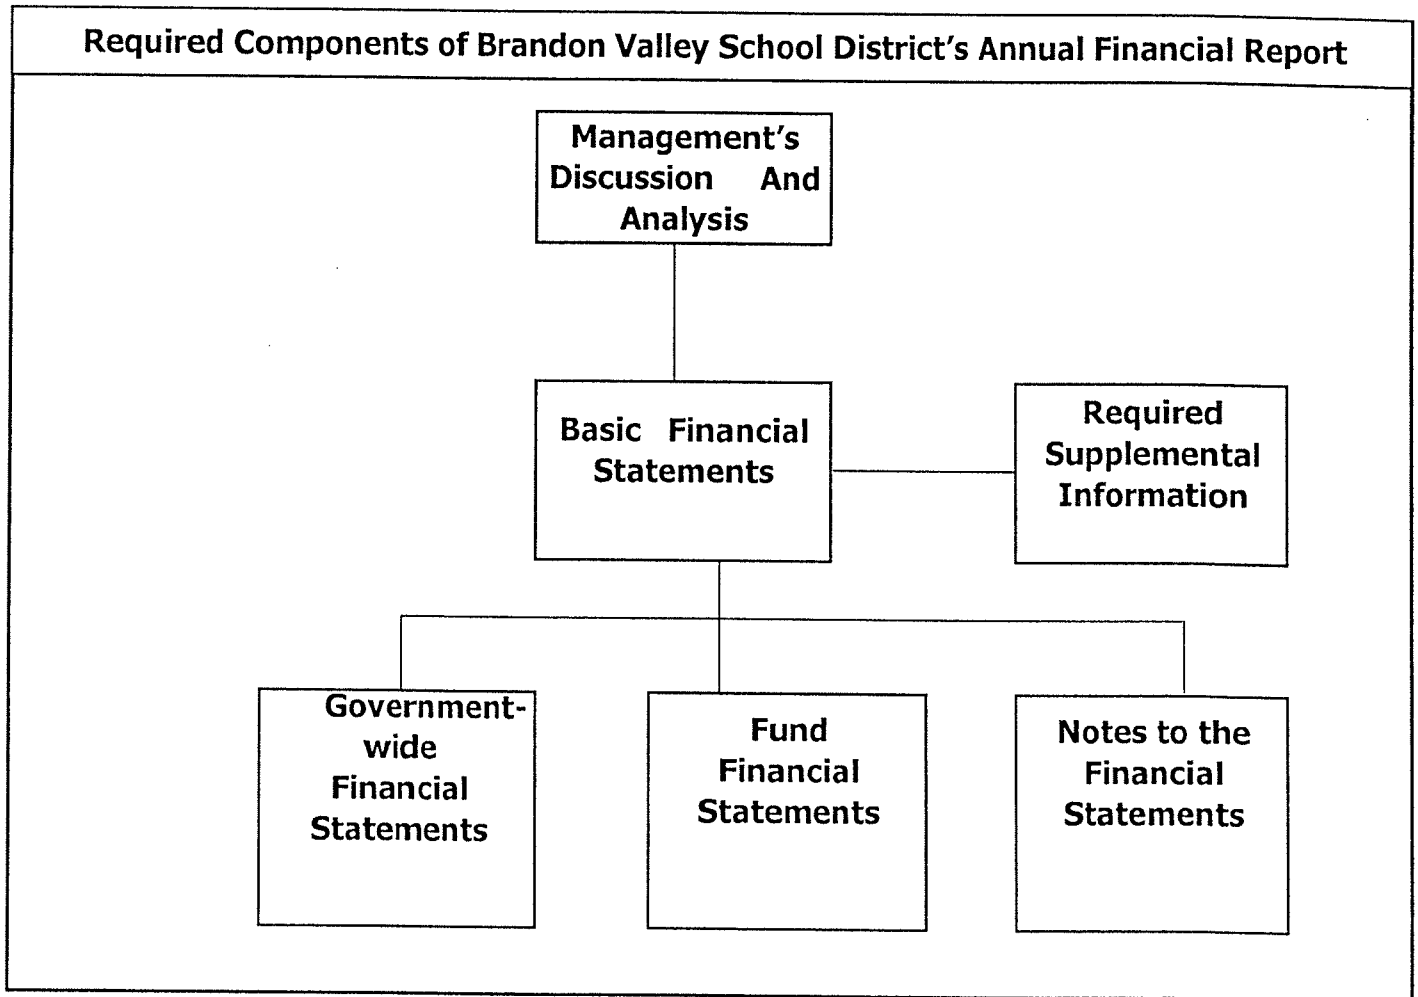 Required Components of Brandon Valley School District's Annual Financial Report
Management's
Discussion And
Analysis
Basic Financial
Statements
Required
Supplemental
Information
Government-
wide
Financial
Statements
Fund
Financial
Statements
Notes to the
Financial
Statements